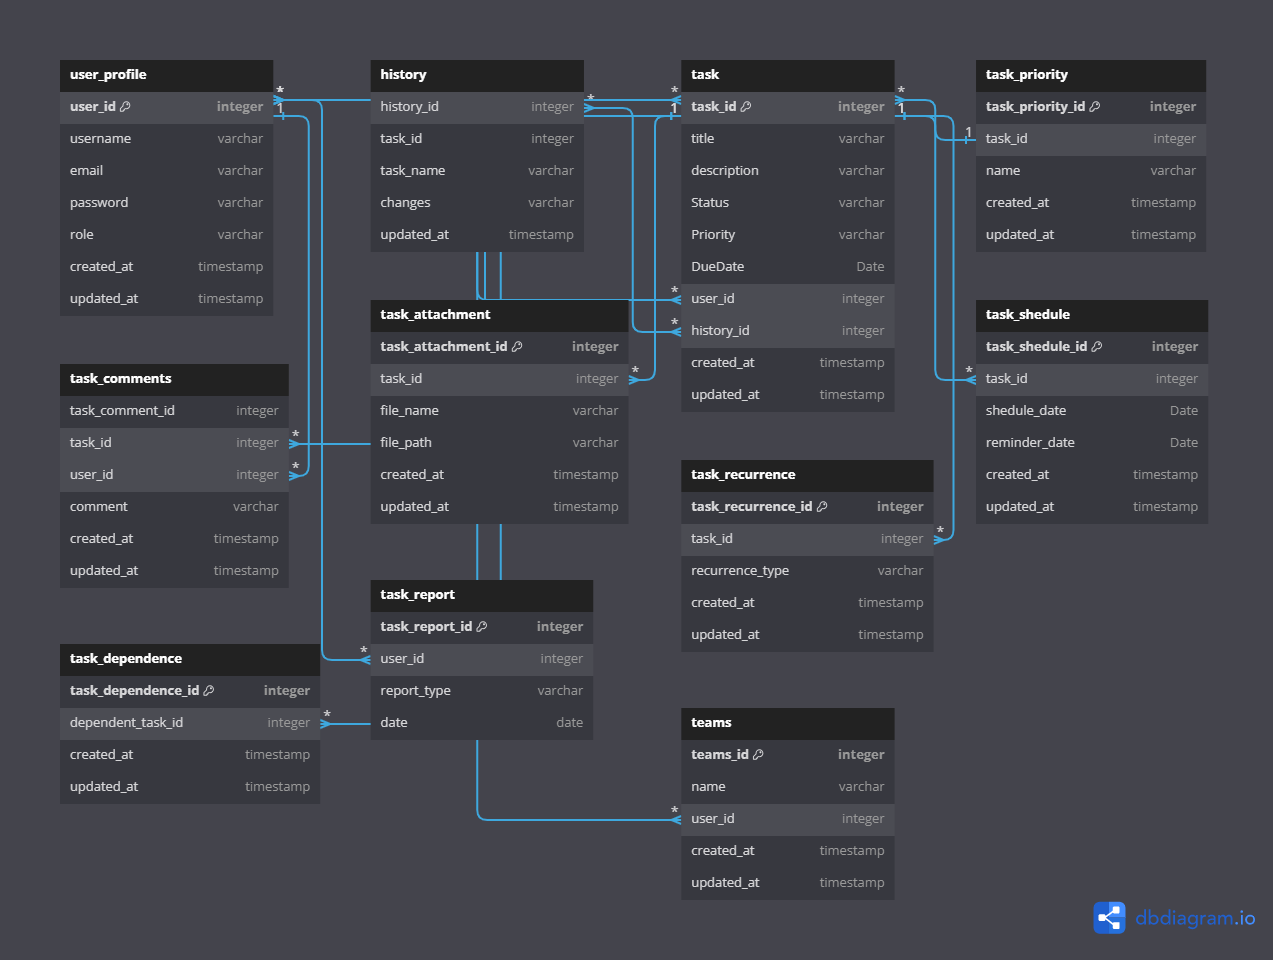 user_profile
user_id integer
username varchar
email varchar
password varchar
role varchar
created_at timestamp
updated_at timestamp
history
history_id integer
task_id integer
task_name varchar
changes varchar
updated_at timestamp
task
task_id integer
title varchar
description varchar
Status varchar
Priority varchar
DueDate Date
user_id integer
history_id integer
created_at timestamp
updated_at timestamp
task_priority
task_priority_id integer
task_id integer
name varchar
created_at timestamp
updated_at timestamp
task_attachment
task_attachment_id integer
task_id integer
file_name varchar
file_path varchar
created_at timestamp
updated_at timestamp
task_shedule
task_shedule_id integer
task_id integer
shedule_date Date
reminder_date Date
created_at timestamp
updated_at timestamp
task_comments
task_comment_id integer
task_id integer
user_id integer
comment varchar
created_at timestamp
updated_at timestamp
task_recurrence
task_recurrence_id integer
task_id integer
recurrence_type varchar
created_at timestamp
updated_at timestamp
task_report
task_report_id integer
user_id integer
report_type varchar
date date
task_dependence
task_dependence_id integer
dependent_task_id integer
created_at timestamp
updated_at timestamp
teams
teams_id integer
name varchar
user_id integer
created_at timestamp
updated_at timestamp
* 1
*
* 1
* 1
1
*
*
*
*
*
*
*
*
*
*
dbdiagram.io